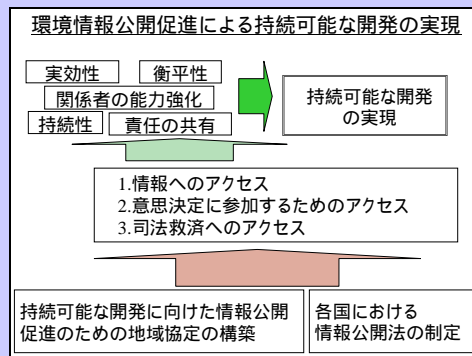 環境情報公開促進による持続可能な開発の実現
実効性
衡平性
関係者の能力強化
持続性
責任の共有
持続可能な開発
の実現
1.情報へのアクセス
2.意思決定に参加するためのアクセス
3.司法救済へのアクセス
持続可能な開発に向けた情報公開
促進のための地域協定の構築
各国における
情報公開法の制定